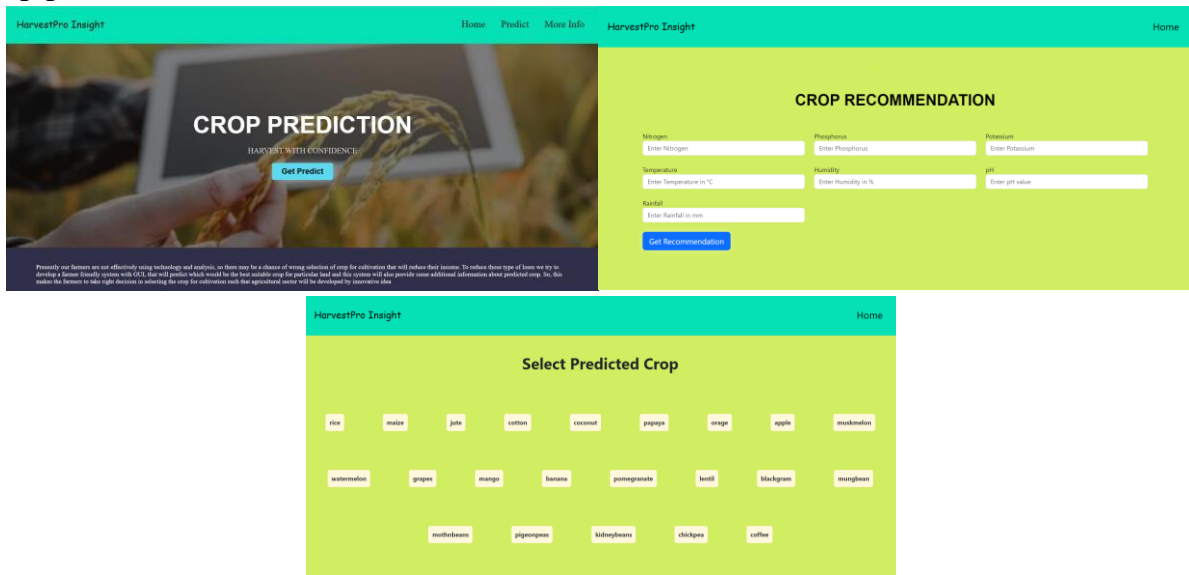 HarvestPro Insight
Home Predict More Info
CROP PREDICTION
HARVEST WITH CONFIDENCE
Get Predict
Presently our farmers are not effectively using technology and analysis, so there may be a chance of wrong selection of crop for cultivation that will reduce their income. To reduce those type of loses we try to
develop a farmer friendly system with GUI, that will predict which would be the best suitable crop for particular land and this system will also provide some additional information about predicted crop. So, this
makes the farmers to take right decision in selecting the crop for cultivation such that agricultural sector will be developed by innovative idea
HarvestPro Insight
Home
CROP RECOMMENDATION
Nitrogen Phosphorus Potassium
Enter Nitrogen Enter Phosphorus Enter Potassium
Temperature Humidity pH
Enter Temperature in °C Enter Humidity in % Enter pH value
Rainfall
Enter Rainfall in mm
Get Recommendation
HarvestPro Insight
Home
Select Predicted Crop
rice maize jute cotton coconut papaya orage apple muskmelon
watermelon grapes mango banana pomegranate lentil blackgram mungbean
mothnbeans pigeonpeas kidneybeans chickpea coffee